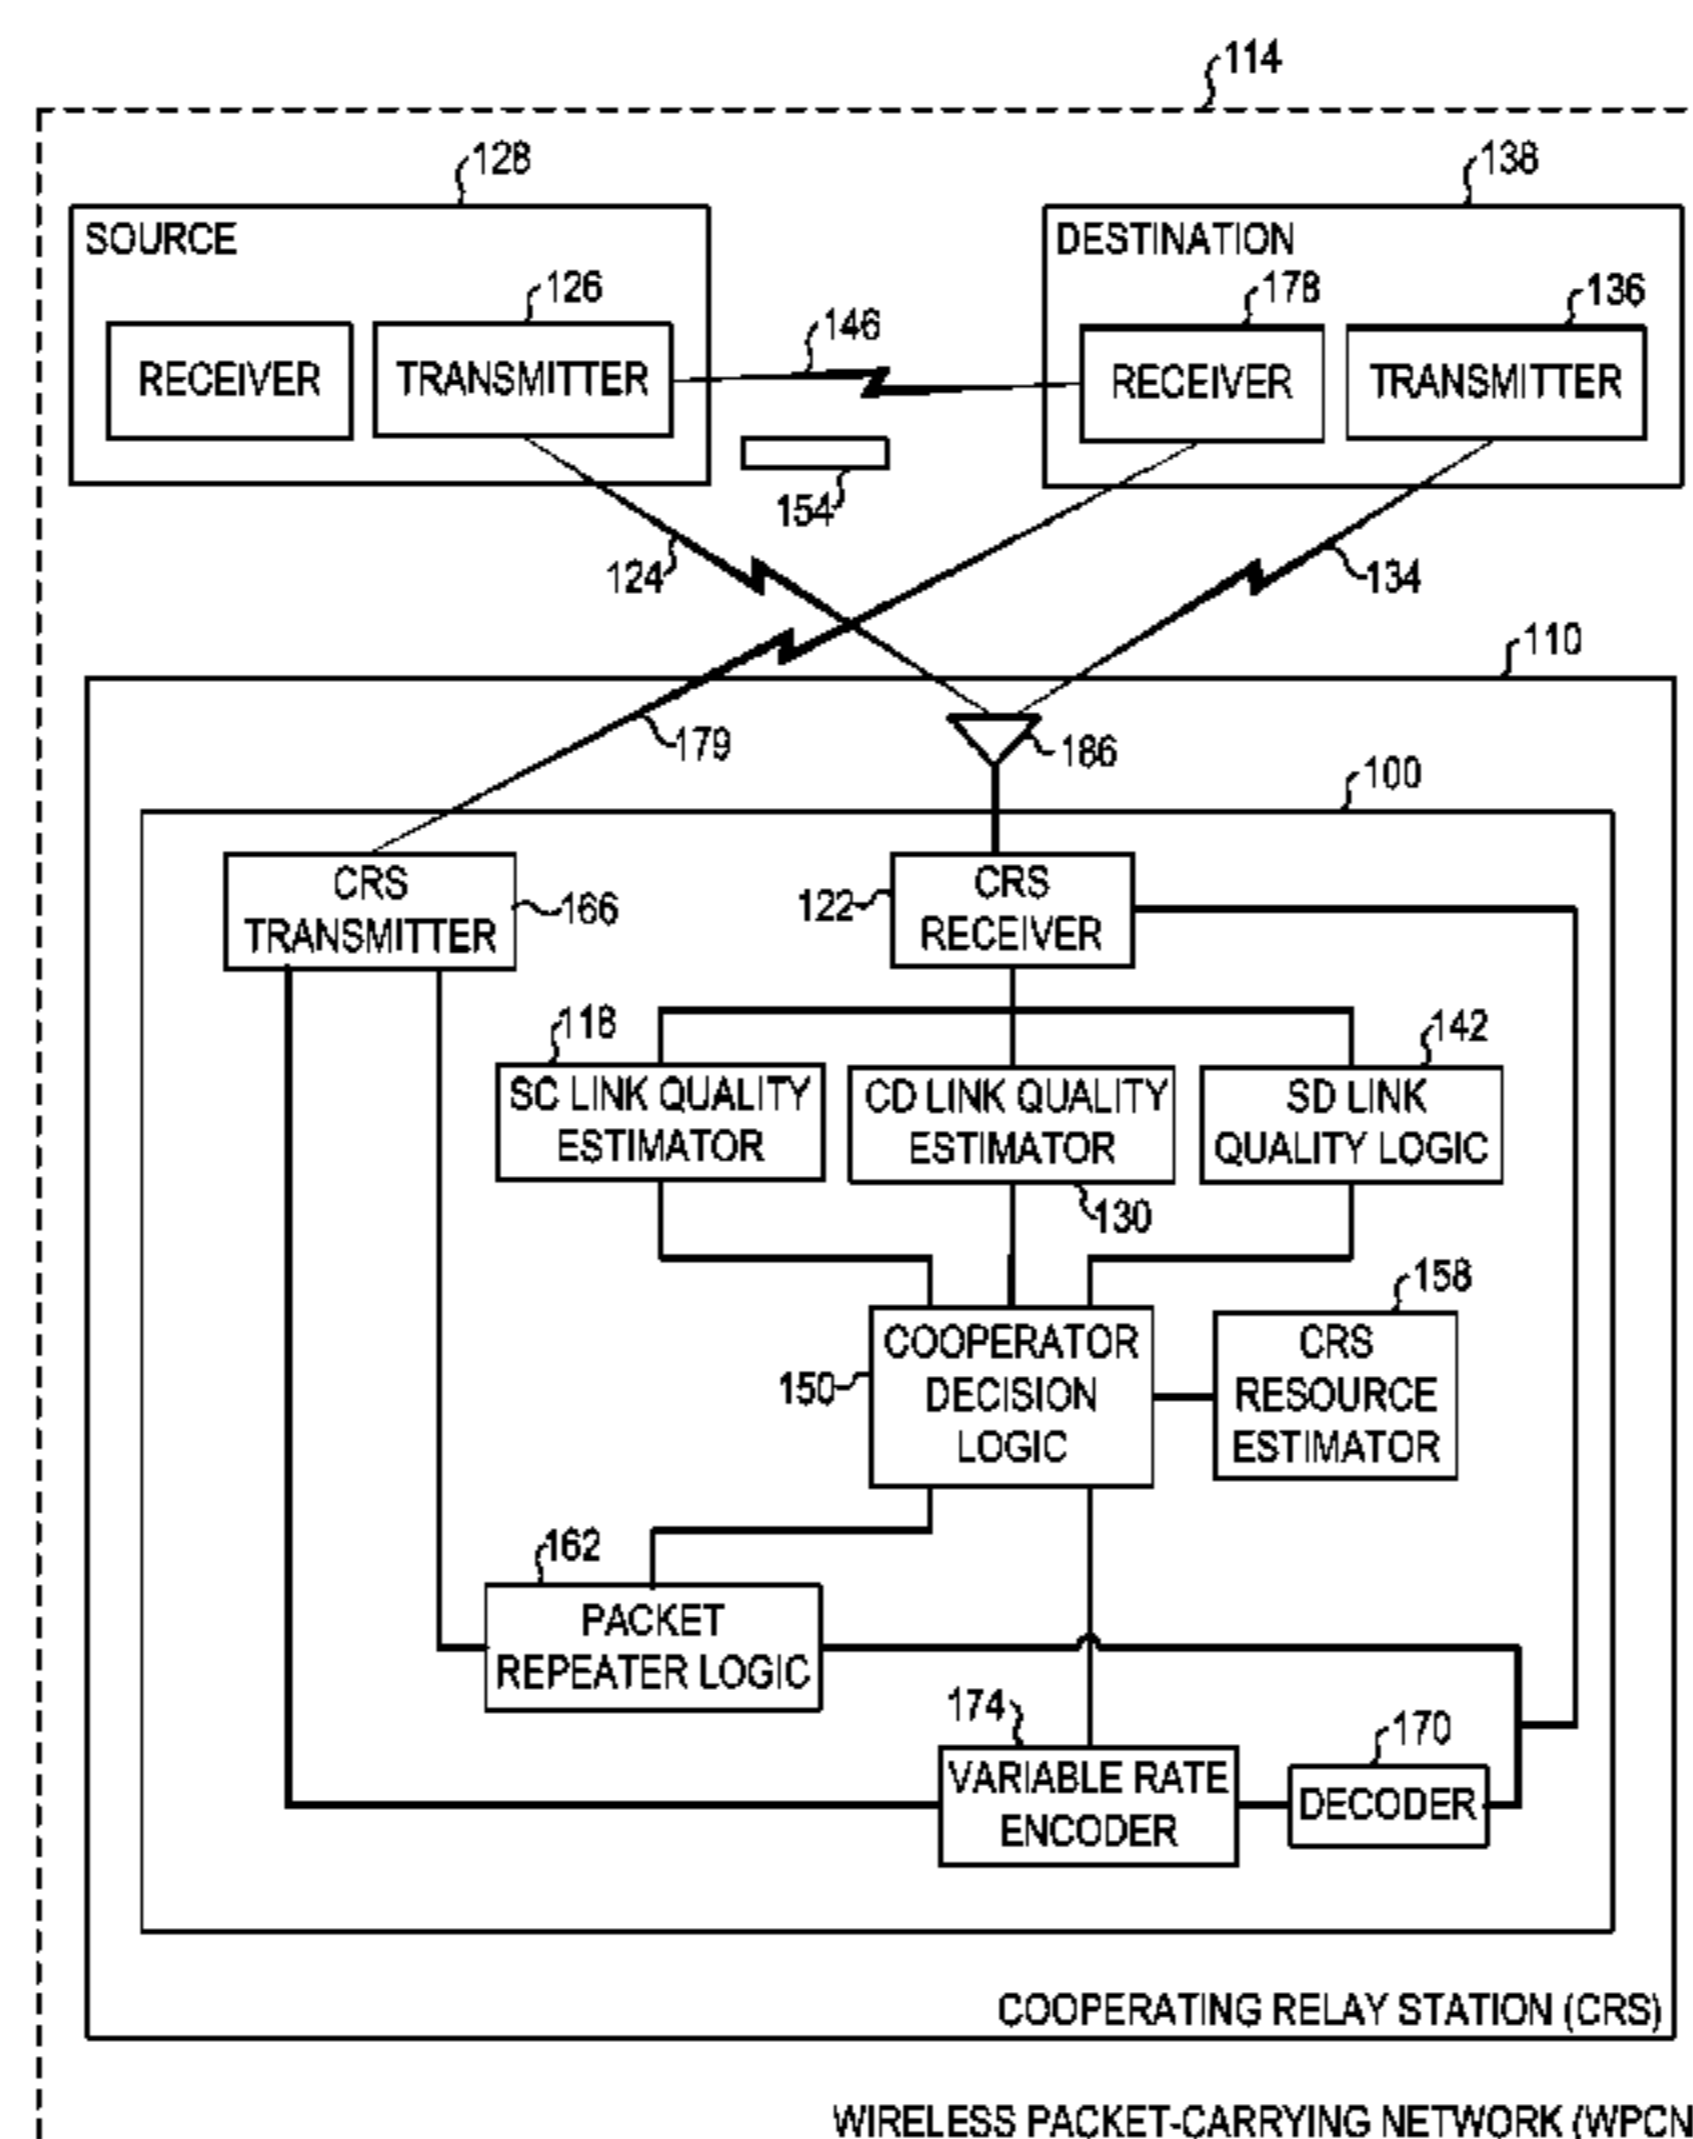 114
128
138
SOURCE
DESTINATION
126
178
136
146
RECEIVER
TRANSMITTER
RECEIVER
TRANSMITTER
154
124
134
110
179
186
100
CRS
TRANSMITTER
166
122
CRS
RECEIVER
118
142
SC LINK QUALITY
ESTIMATOR
CD LINK QUALITY
ESTIMATOR
SD LINK
QUALITY LOGIC
130
158
COOPERATOR
DECISION
LOGIC
150
CRS
RESOURCE
ESTIMATOR
162
PACKET
REPEATER LOGIC
174
170
VARIABLE RATE
ENCODER
DECODER
COOPERATING RELAY STATION (CRS)
WIRELESS PACKET-CARRYING NETWORK (WPCN